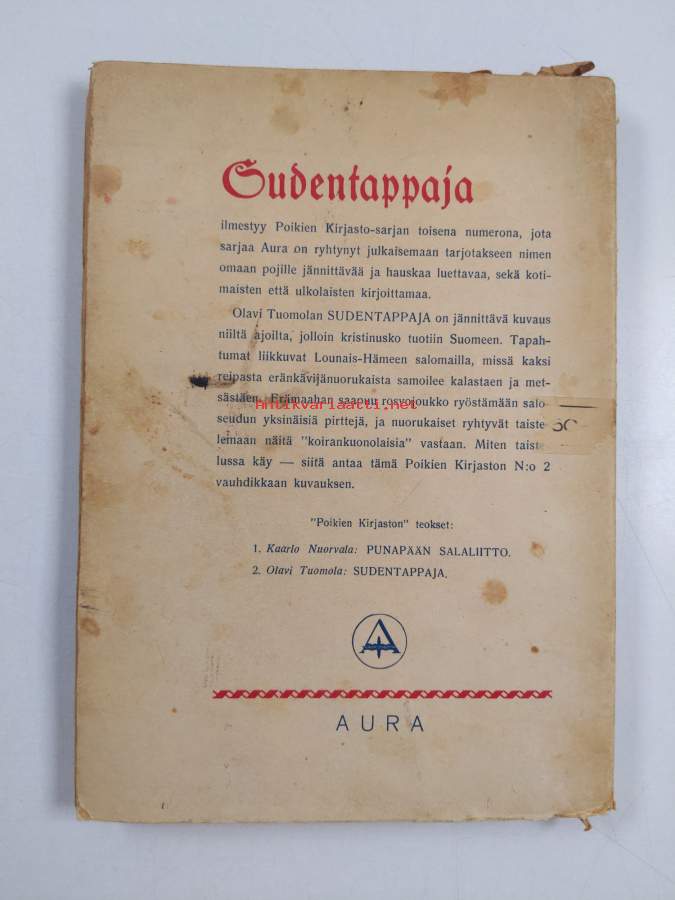 Sudentappaja
ilmestyy Poikien Kirjasto-sarjan toisena numerona, jota
sarjaa Aura on ryhtynyt julkaisemaan tarjotakseen nimen
omaan pojille jännittävää ja hauskaa luettavaa, sekä koti-
maisten että ulkolaisten kirjoittamaa.
Olavi Tuomolan SUDENTAPPAJA on jännittävä kuvaus
niiltä ajoilta, jolloin kristinusko tuotiin Suomeen. Tapah-
tumat liikkuvat Lounais-Hämeen salomailla, missä kaksi
reipasta eränkävijänuorukaista samoilee kalastaen ja met-
sästäen. Erämaahan saapuu rosvojoukko ryöstämään salo
Antikvariaatti.net
seudun yksinäisiä pirttejä, ja nuorukaiset ryhtyvät taiste
lemaan näitä "koirankuonolaisia" vastaan. Miten taiste
lussa käy — siitä antaa tämä Poikien Kirjaston N:o 2
vauhdikkaan kuvauksen.
"Poikien Kirjaston" teokset:
1. Kaarlo Nuorvala: PUNAPÄÄN SALALIITTO.
2. Olavi Tuomola: SUDENTAPPAJA.
A
AURA